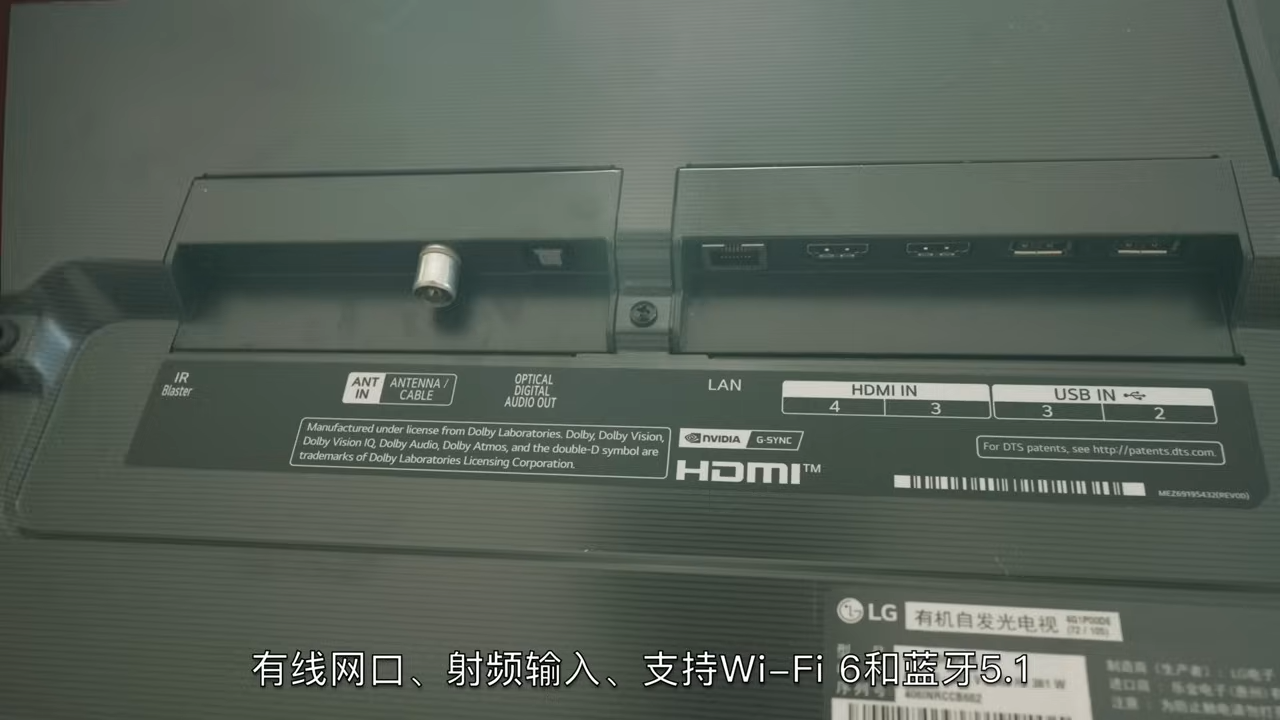 IR
Blaster
ANT
IN
ANTENNA /
CABLE
OPTICAL
DIGITAL
AUDIO OUT
LAN
HDMI IN
4 3
USB IN
3 2
Manufactured under license from Dolby Laboratories. Dolby, Dolby Vision,
Dolby Vision IQ, Dolby Audio, Dolby Atmos, and the double-D symbol are
trademarks of Dolby Laboratories Licensing Corporation.
NVIDIA G-SYNC
HDMI™
For DTS patents, see http://patents.dts.com.
MEZ69195432(REV00)
LG 有机自发光电视
有线网口、射频输入、支持Wi-Fi 6和蓝牙5.1